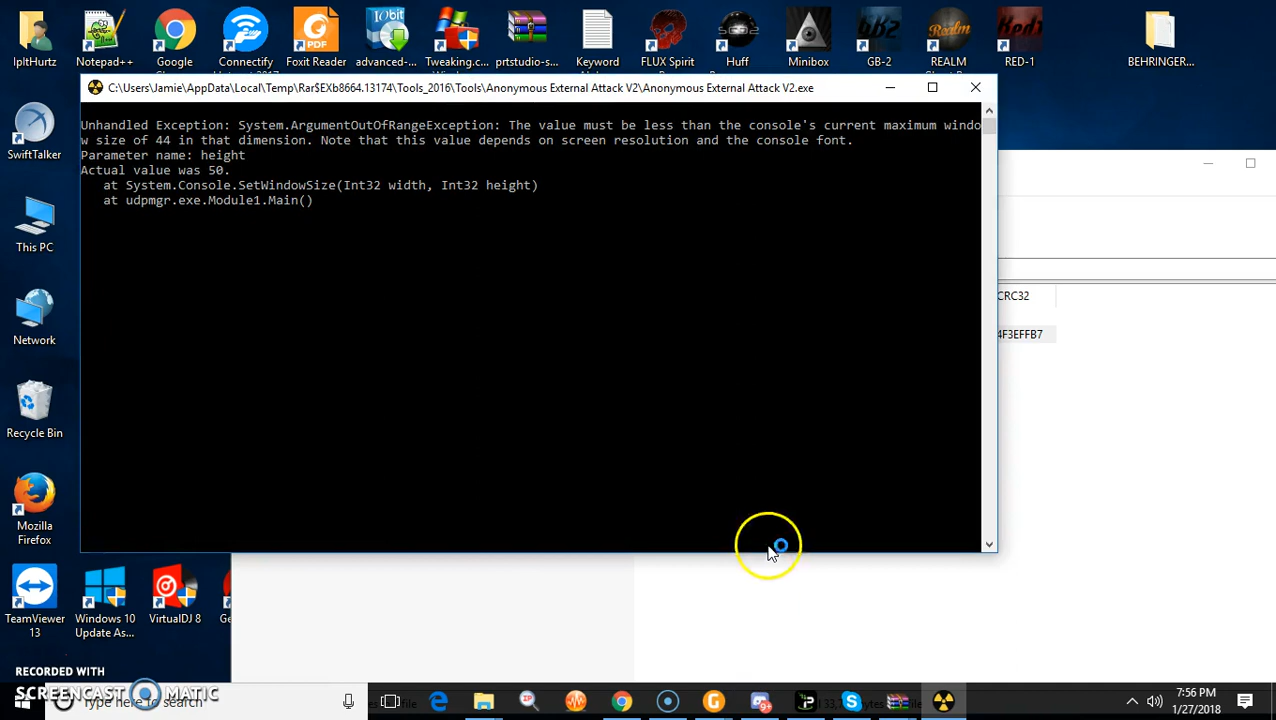 IpltHurtz
Notepad++
Google
Connectify
Foxit Reader
advanced-...
Tweaking.c...
prtstudio-s...
Keyword
FLUX Spirit
Huff
Minibox
GB-2
REALM
RED-1
BEHRINGER...
C:\Users\Jamie\AppData\Local\Temp\Rar$EXb8664.13174\Tools_2016\Tools\Anonymous External Attack V2\Anonymous External Attack V2.exe
Unhandled Exception: System.ArgumentOutOfRangeException: The value must be less than the console's current maximum windo
w size of 44 in that dimension. Note that this value depends on screen resolution and the console font.
Parameter name: height
Actual value was 50.
at System.Console.SetWindowSize(Int32 width, Int32 height)
at udpmgr.exe.Module1.Main()
SwiftTalker
This PC
Network
Recycle Bin
Mozilla
Firefox
CRC32
4F3EFFB7
TeamViewer
13
Windows 10
Update As...
VirtualDJ 8
RECORDED WITH
SCREENCAST MATIC
Type here to search
7:56 PM
1/27/2018